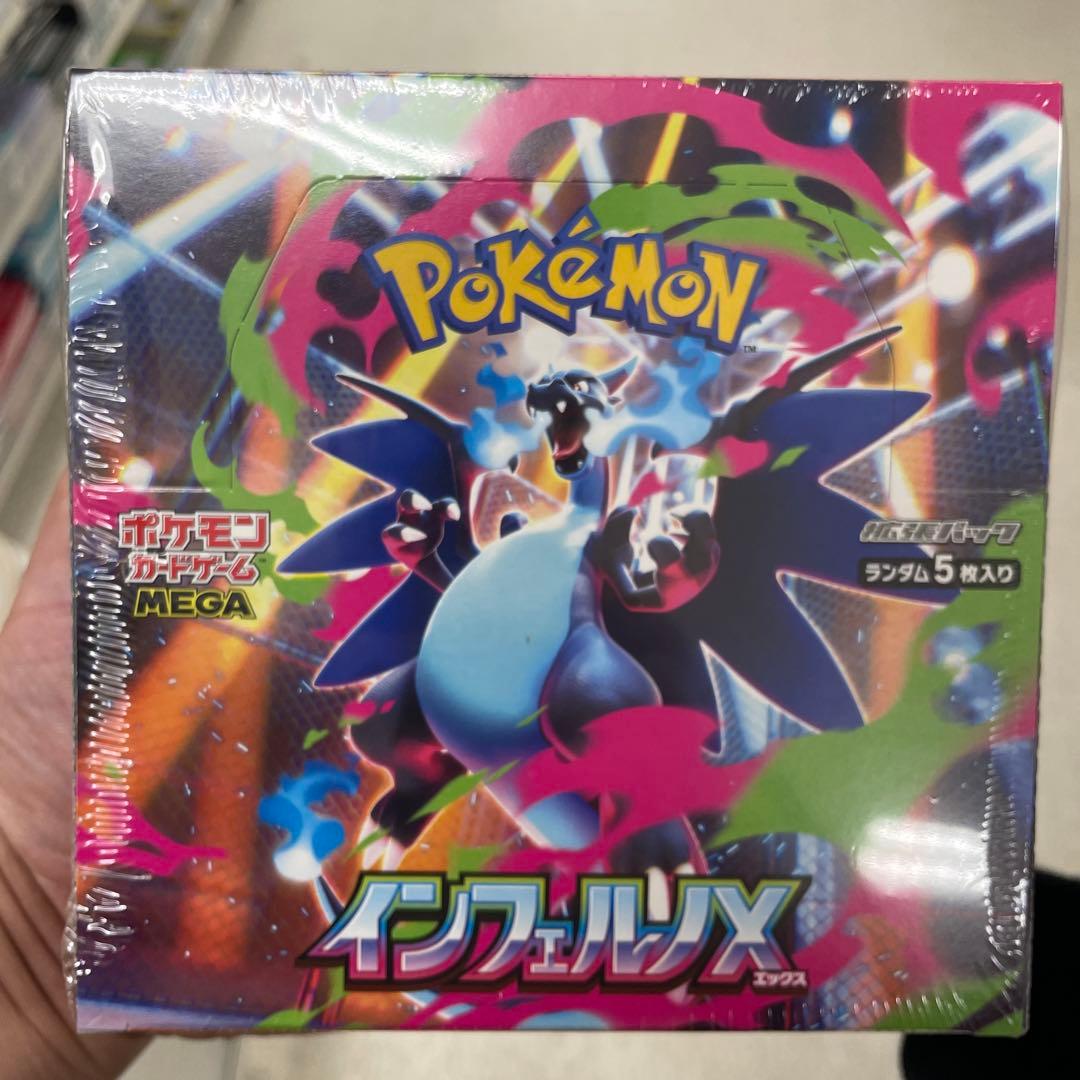 POKéMON
TM
ポケモン
カードゲーム
MEGA
拡張パック
ランダム5枚入り
インフェルノX
エックス